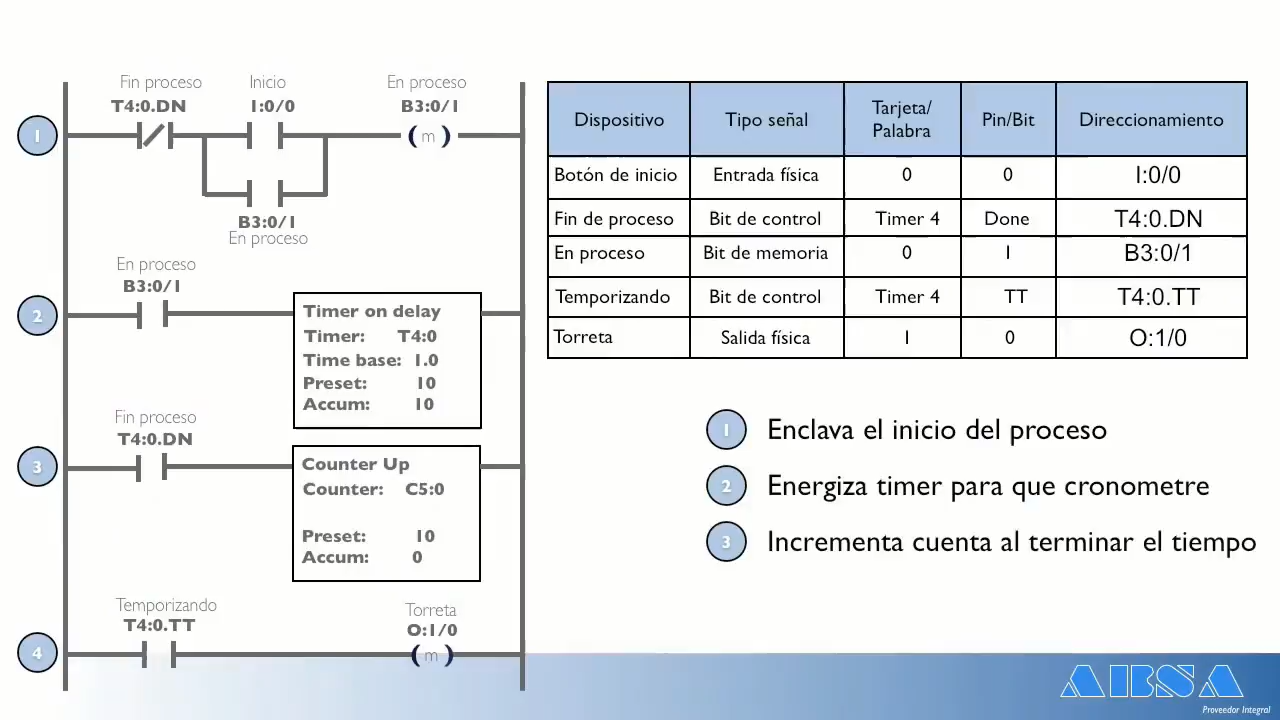 Fin proceso Inicio En proceso
T4:0.DN 1:0/0 B3:0/1
1 ( m )
B3:0/1
En proceso
En proceso
B3:0/1
2
Timer on delay
Timer: T4:0
Time base: 1.0
Preset: 10
Accum: 10
Fin proceso
T4:0.DN
3
Counter Up
Counter: C5:0
Preset: 10
Accum: 0
Temporizando Torreta
T4:0.TT O:1/0
4 ( m )
Dispositivo Tipo señal Tarjeta/ Palabra Pin/Bit Direccionamiento
Botón de inicio Entrada física 0 0 I:0/0
Fin de proceso Bit de control Timer 4 Done T4:0.DN
En proceso Bit de memoria 0 1 B3:0/1
Temporizando Bit de control Timer 4 TT T4:0.TT
Torreta Salida física 1 0 O:1/0
1 Enclava el inicio del proceso
2 Energiza timer para que cronometre
3 Incrementa cuenta al terminar el tiempo
ABSA
Proveedor Integral